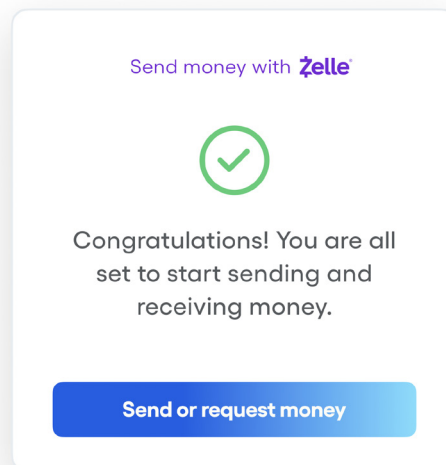 Send money with Zelle®
Congratulations! You are all
set to start sending and
receiving money.
Send or request money